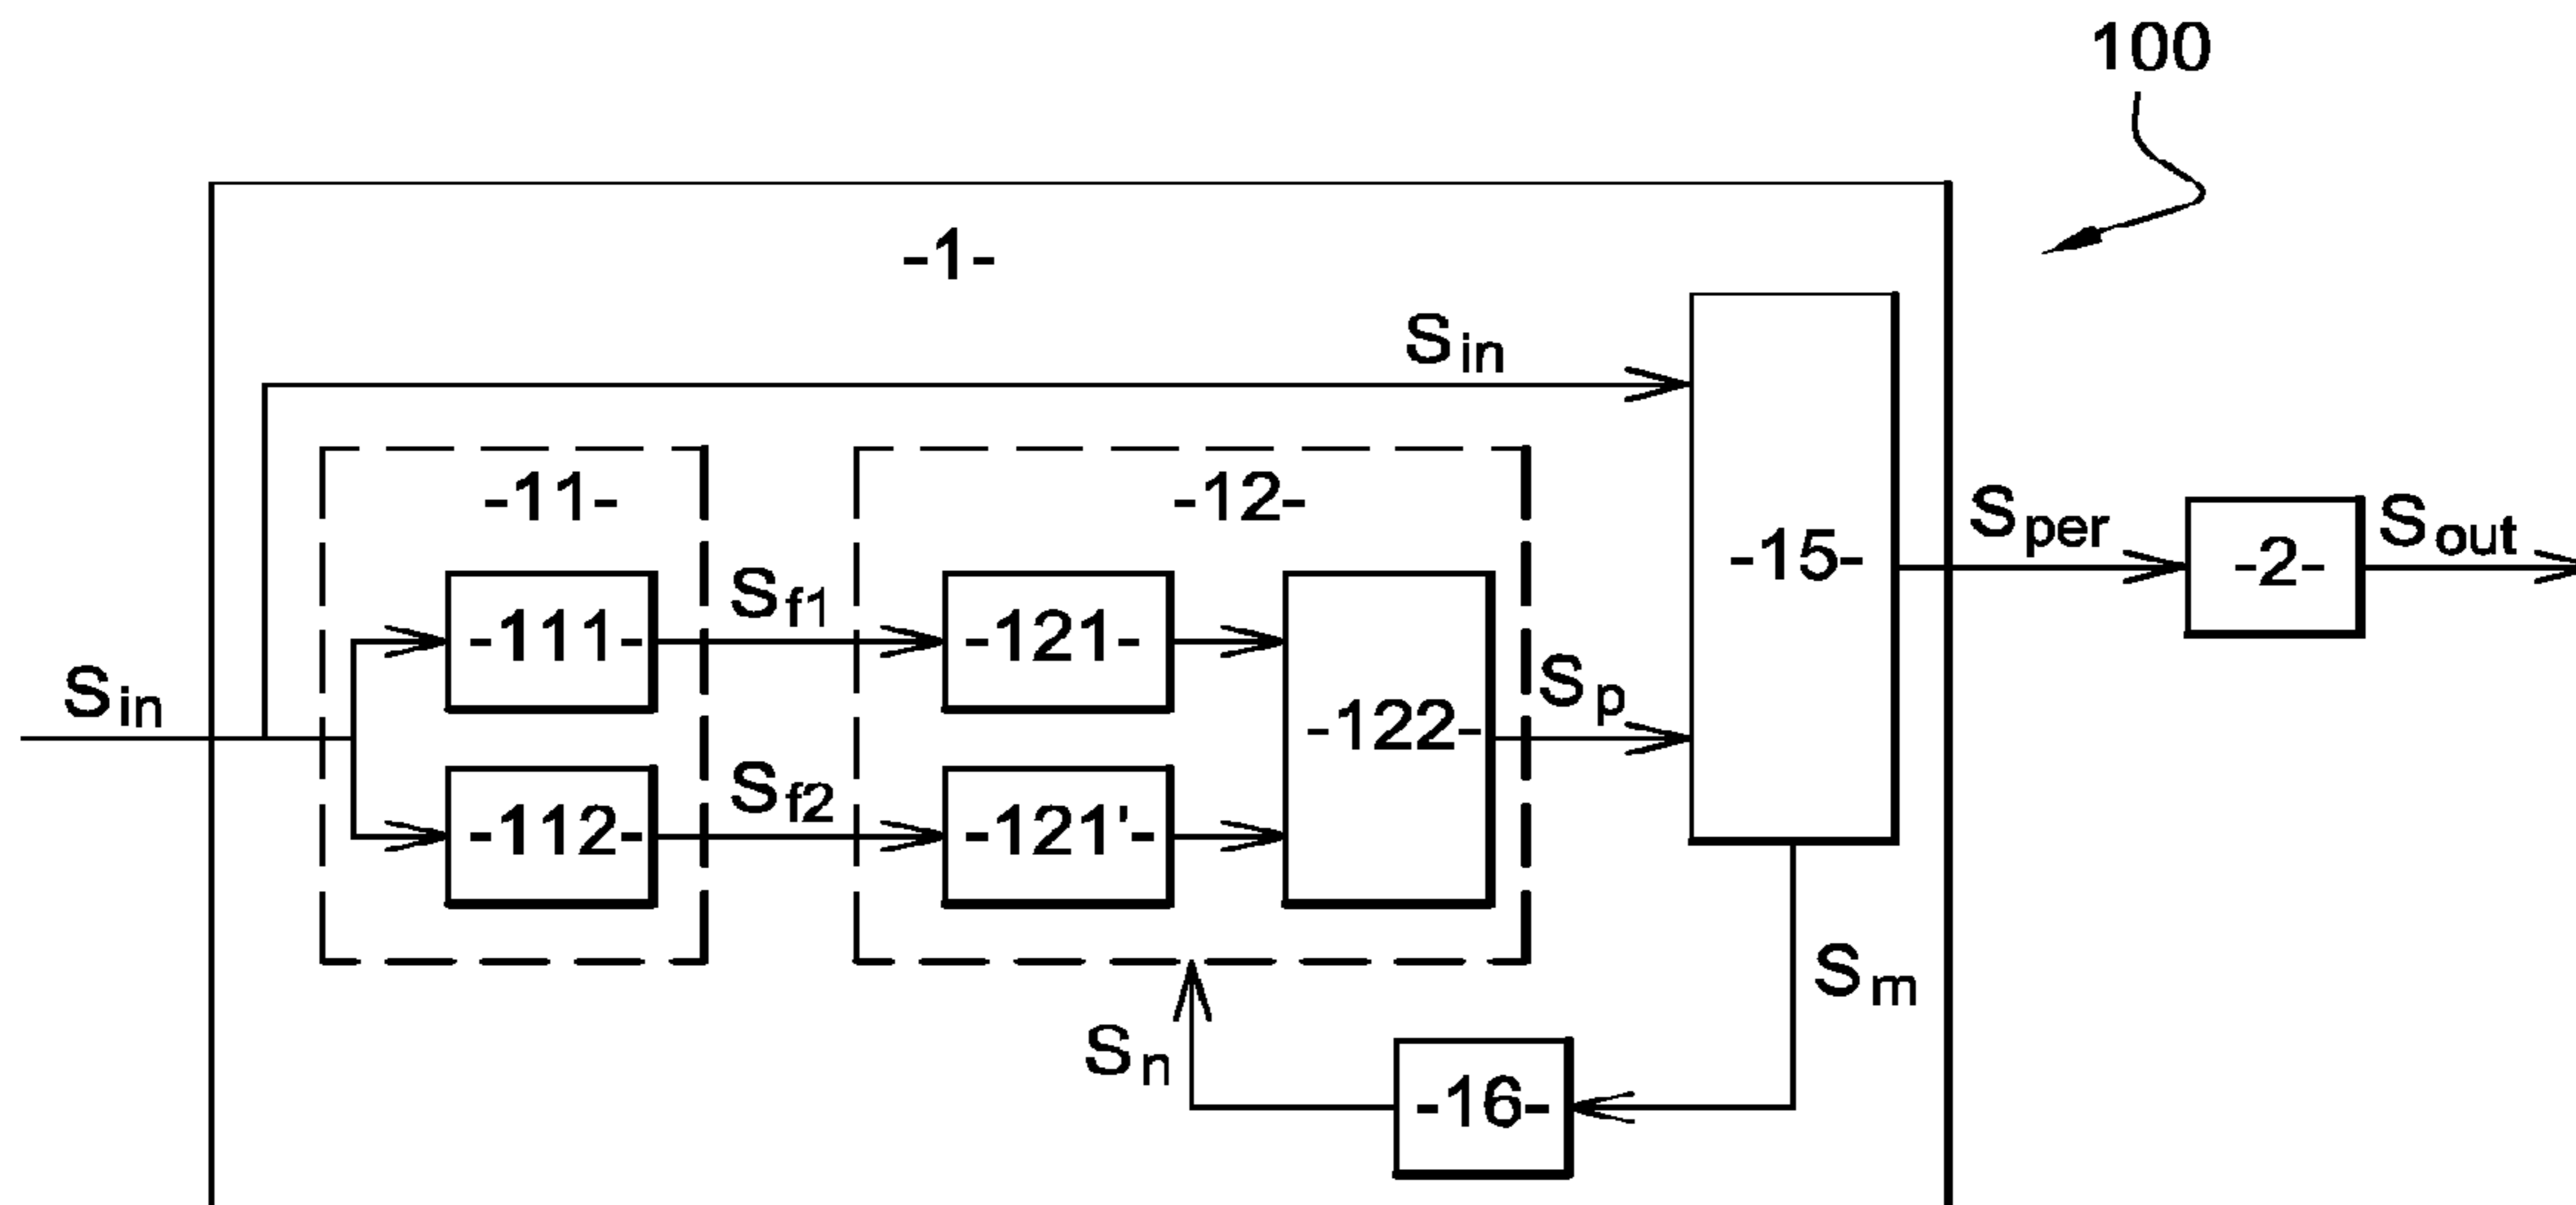 100
-1-
Sin
-11-
-12-
Sper
Sout
-15-
-2-
Sf1
-111-
-121-
Sin
Sp
-122-
Sf2
-112-
-121'-
Sm
Sn
-16-